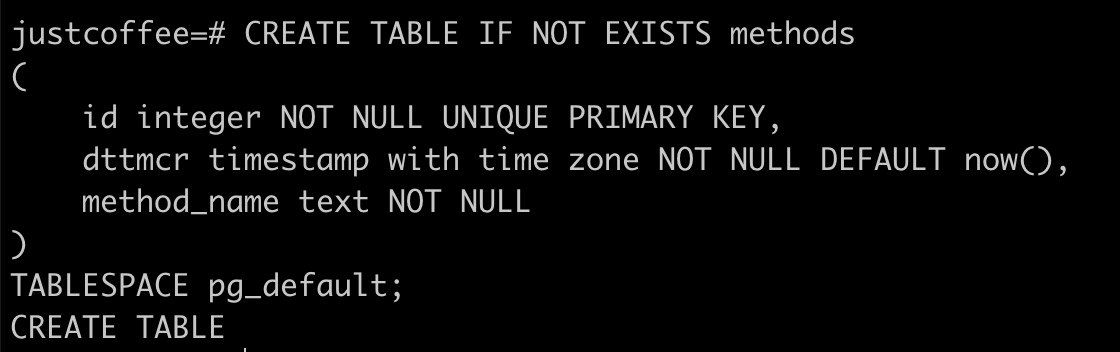 justcoffee=# CREATE TABLE IF NOT EXISTS methods
(
    id integer NOT NULL UNIQUE PRIMARY KEY,
    dttmcr timestamp with time zone NOT NULL DEFAULT now(),
    method_name text NOT NULL
)
TABLESPACE pg_default;
CREATE TABLE